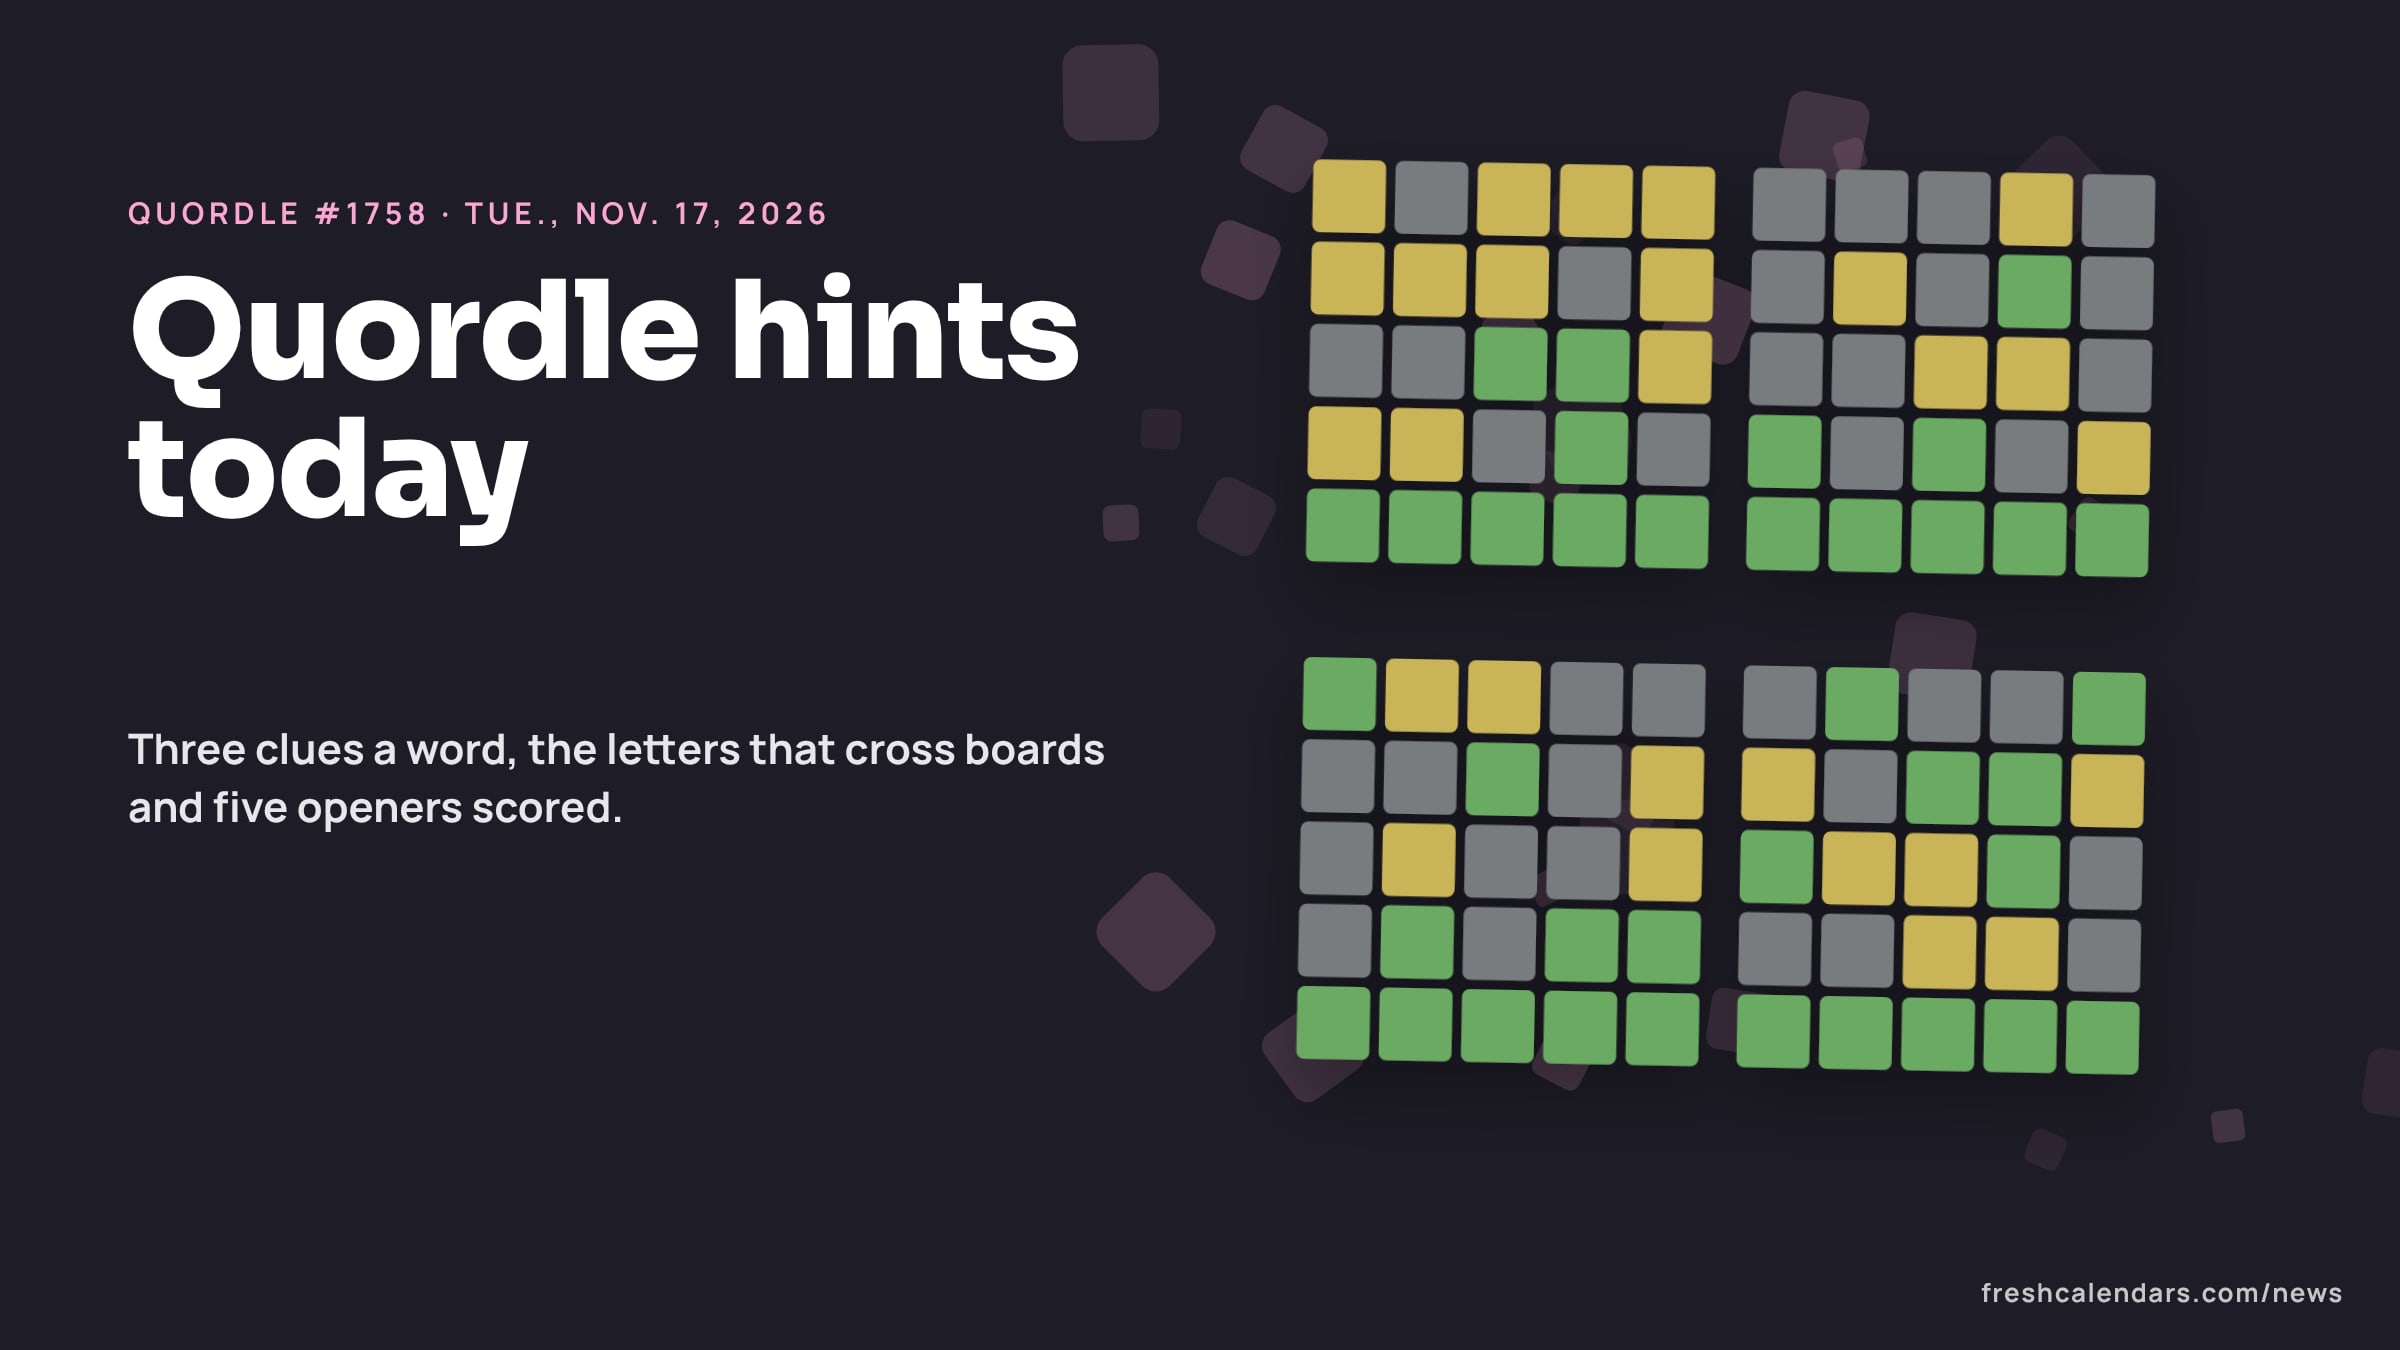 QUORDLE #1758 · TUE., NOV. 17, 2026
Quordle hints
today
Three clues a word, the letters that cross boards
and five openers scored.
freshcalendars.com/news